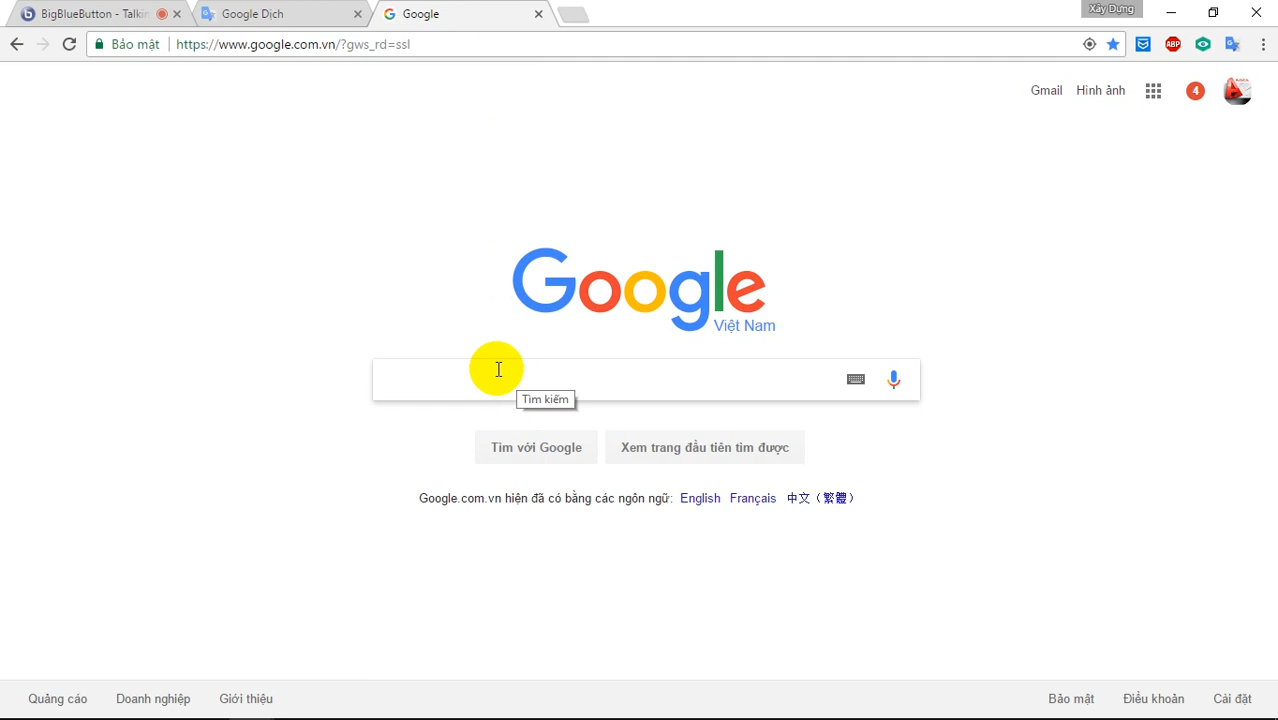 BigBlueButton - Talkin
Google Dịch
Google
Xây Dựng
Bảo mật
https://www.google.com.vn/?gws_rd=ssl
ABP
Gmail
Hình ảnh
4
Google
Việt Nam
Tìm kiếm
Tìm với Google
Xem trang đầu tiên tìm được
Google.com.vn hiện đã có bằng các ngôn ngữ: English Français 中文（繁體）
Quảng cáo
Doanh nghiệp
Giới thiệu
Bảo mật
Điều khoản
Cài đặt